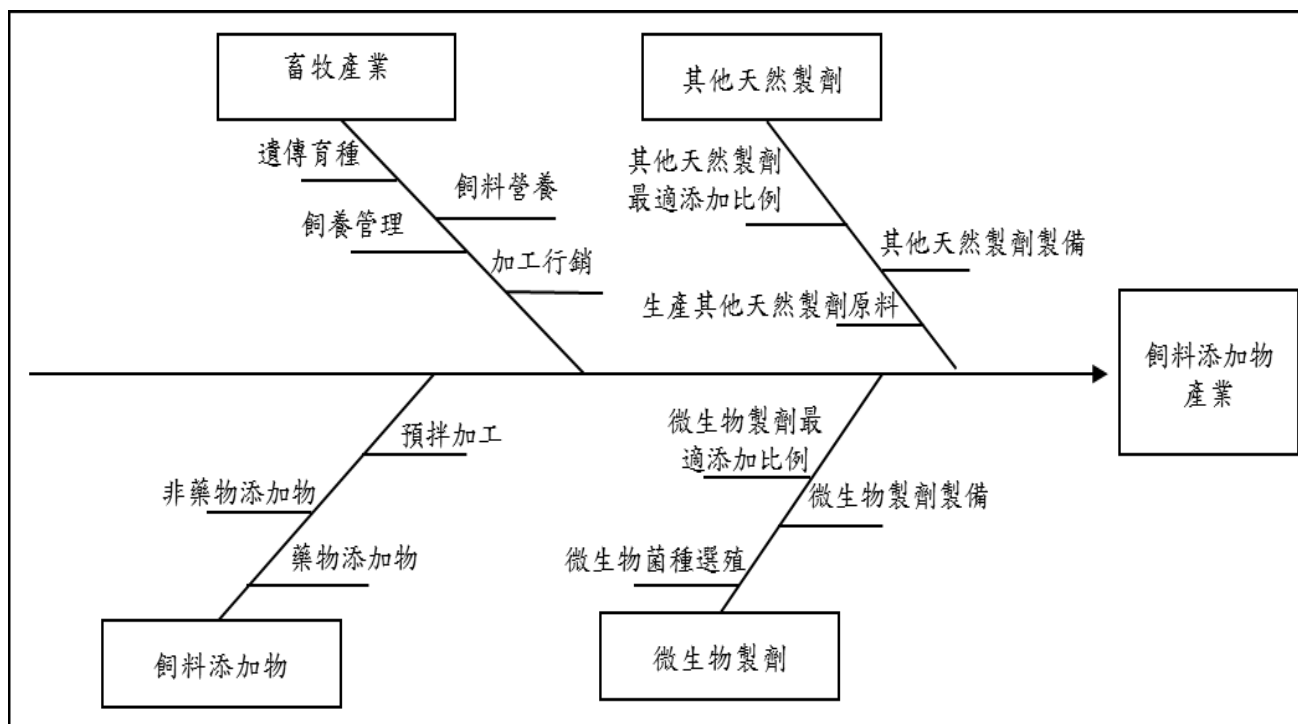 畜牧產業
其他天然製劑
遺傳育種
飼料營養
飼養管理
加工行銷
其他天然製劑
最適添加比例
其他天然製劑製備
生產其他天然製劑原料
飼料添加物
產業
預拌加工
非藥物添加物
藥物添加物
微生物製劑最
適添加比例
微生物製劑製備
微生物菌種選殖
飼料添加物
微生物製劑